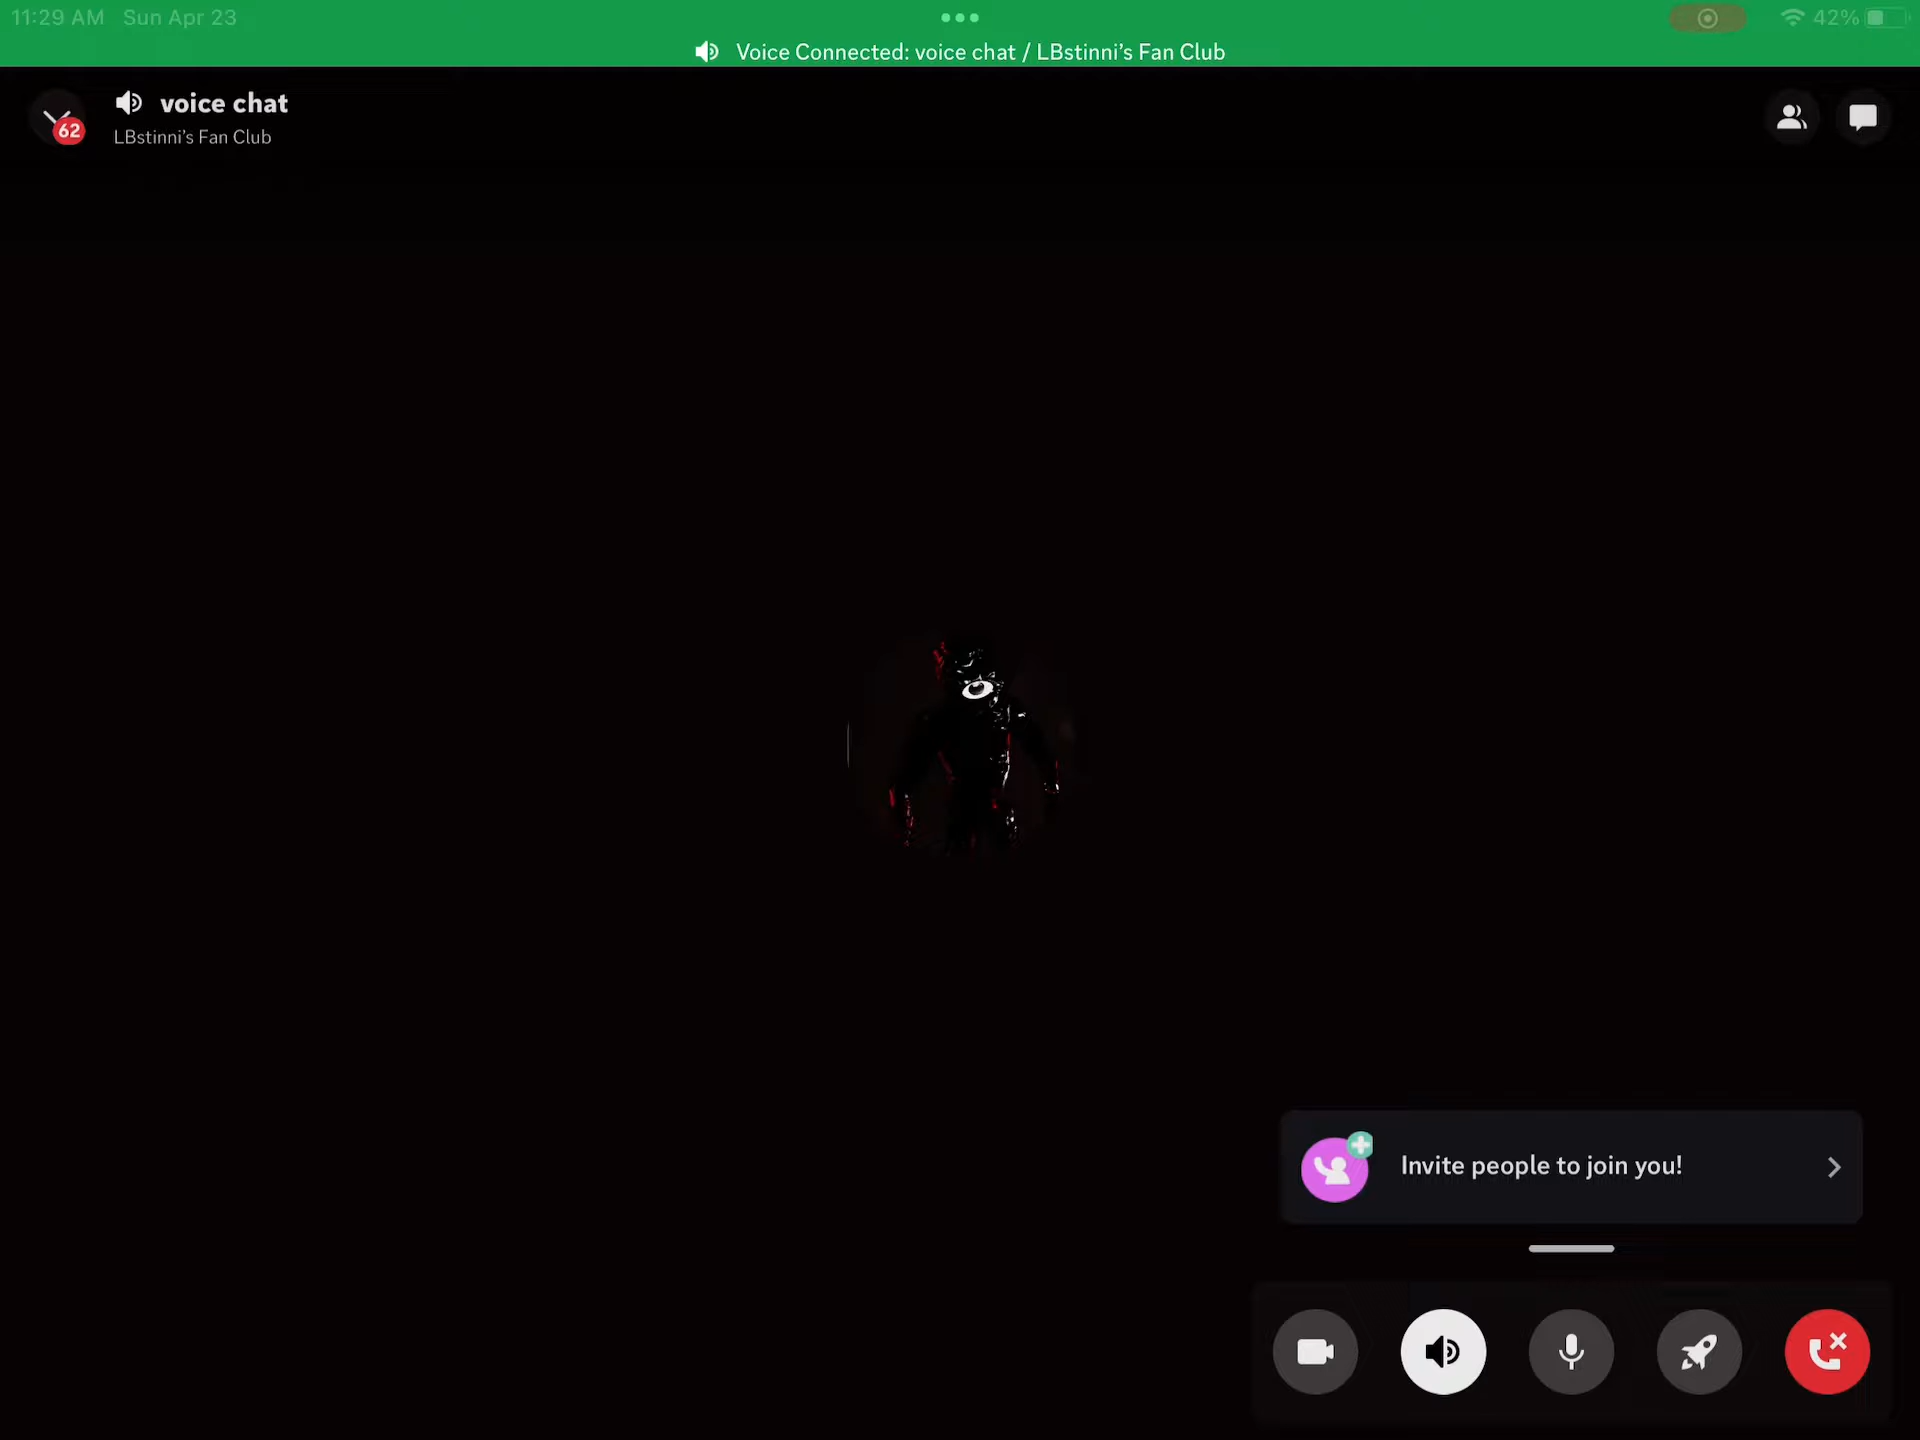 11:29 AM Sun Apr 23
42%
Voice Connected: voice chat / LBstinni's Fan Club
voice chat
62
LBstinni's Fan Club
Invite people to join you!